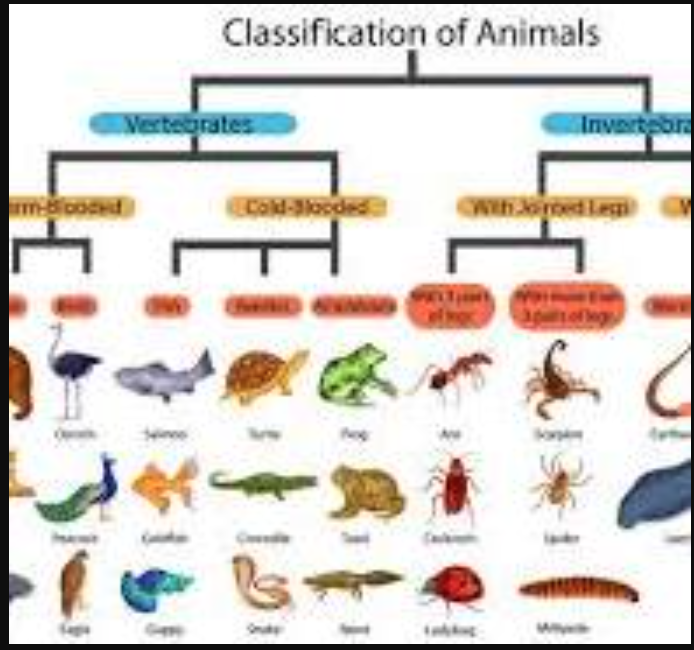 Classification of Animals
Vertebrates
Invertebra
rm-Blooded
Cold-Blooded
With Jointed Legs
W
Birds
Fish
Reptiles
Amphibians
With 3 pairs
of legs
With more than
3 pairs of legs
Ostrich
Salmon
Turtle
Frog
Ant
Scorpion
Earthw
Peacock
Goldfish
Crocodile
Toad
Cockroach
Spider
Leec
Eagle
Guppy
Snake
Newt
Ladybug
Millipede